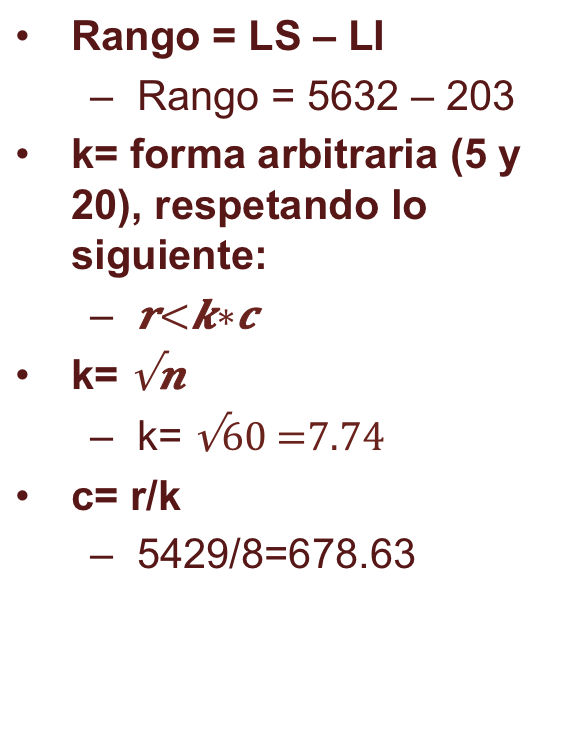 • Rango = LS – LI
– Rango = 5632 – 203
• k= forma arbitraria (5 y
20), respetando lo
siguiente:
– r<k*c
• k= √n
– k= √60 =7.74
• c= r/k
– 5429/8=678.63